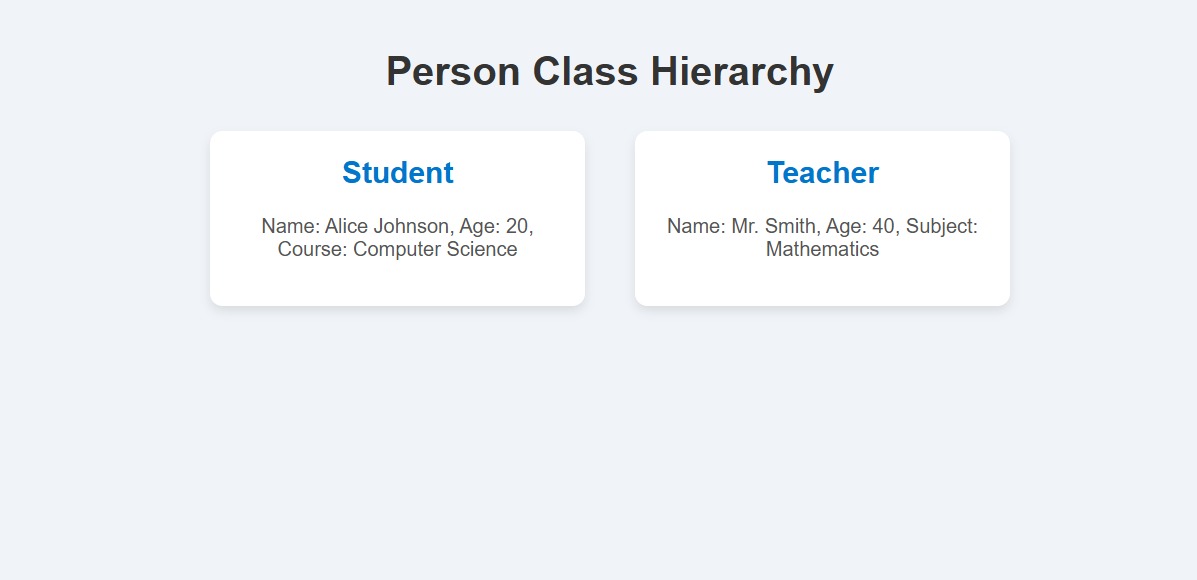 Person Class Hierarchy
Student
Name: Alice Johnson, Age: 20,
Course: Computer Science
Teacher
Name: Mr. Smith, Age: 40, Subject:
Mathematics